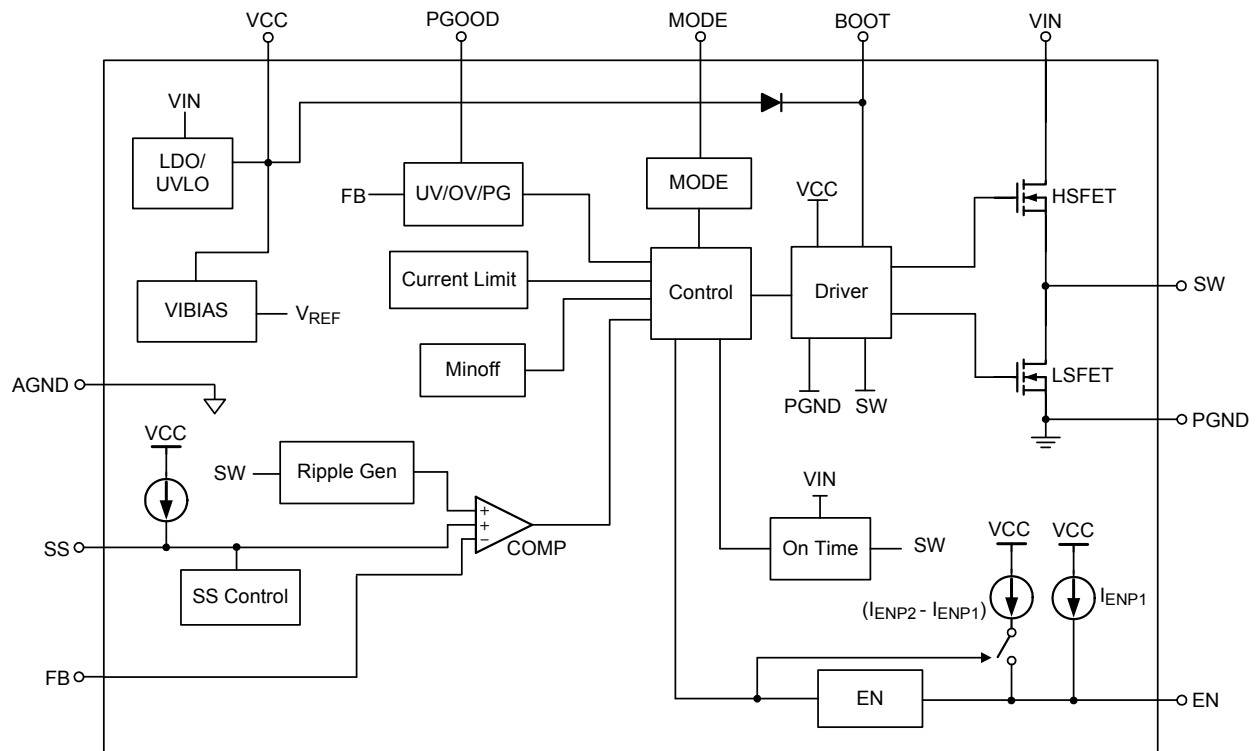 VCC
PGOOD
MODE
BOOT
VIN
VIN
LDO/
UVLO
FB
UV/OV/PG
MODE
VCC
HSFET
Current Limit
Control
Driver
SW
VIBIAS
VREF
Minoff
LSFET
AGND
PGND
SW
PGND
VCC
SW
Ripple Gen
VIN
+
+
−
COMP
SS
On Time
SW
VCC
VCC
SS Control
(IENP2 - IENP1)
IENP1
FB
EN
EN